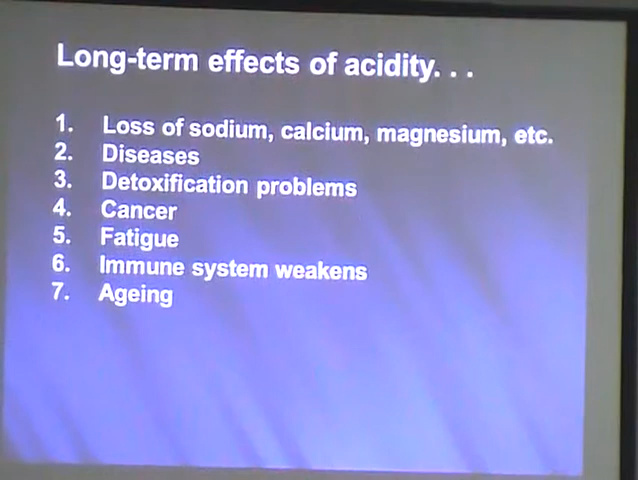 Long-term effects of acidity. . .
1. Loss of sodium, calcium, magnesium, etc.
2. Diseases
3. Detoxification problems
4. Cancer
5. Fatigue
6. Immune system weakens
7. Ageing